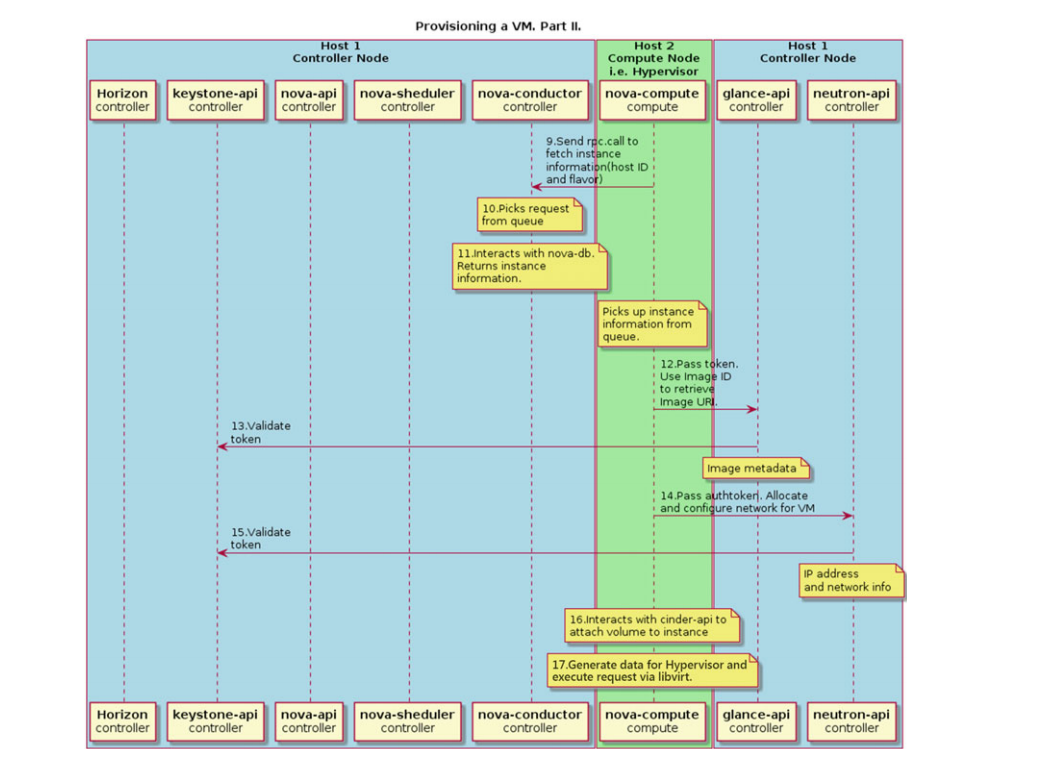 Provisioning a VM. Part II.
Host 1
Controller Node
Host 2
Compute Node
i.e. Hypervisor
Host 1
Controller Node
Horizon
controller
keystone-api
controller
nova-api
controller
nova-sheduler
controller
nova-conductor
controller
nova-compute
compute
glance-api
controller
neutron-api
controller
9.Send rpc.call to
fetch instance
information(host ID
and flavor)
10.Picks request
from queue
11.Interacts with nova-db.
Returns instance
information.
Picks up instance
information from
queue.
12.Pass token.
Use Image ID
to retrieve
Image URI.
13.Validate
token
Image metadata
14.Pass authtoken. Allocate
and configure network for VM
15.Validate
token
IP address
and network info
16.Interacts with cinder-api to
attach volume to instance
17.Generate data for Hypervisor and
execute request via libvirt.
Horizon
controller
keystone-api
controller
nova-api
controller
nova-sheduler
controller
nova-conductor
controller
nova-compute
compute
glance-api
controller
neutron-api
controller